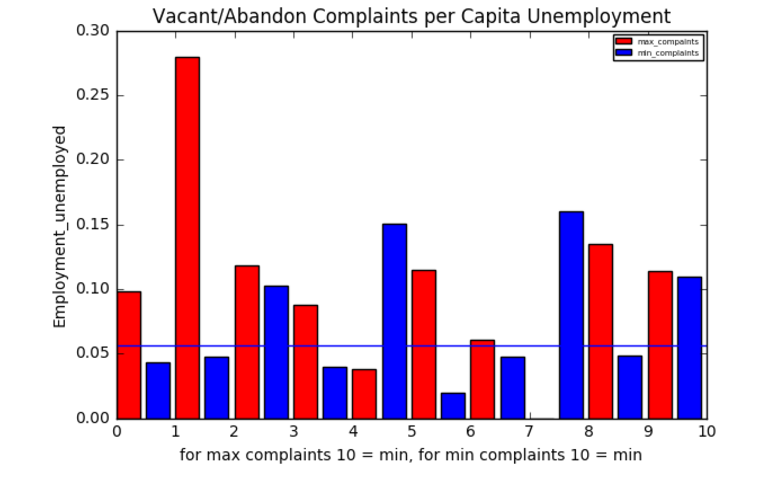 Vacant/Abandon Complaints per Capita Unemployment
0.30
0.25
0.20
0.15
0.10
0.05
0.00
Employment_unemployed
max_compaints
min_complaints
0 1 2 3 4 5 6 7 8 9 10
for max complaints 10 = min, for min complaints 10 = min